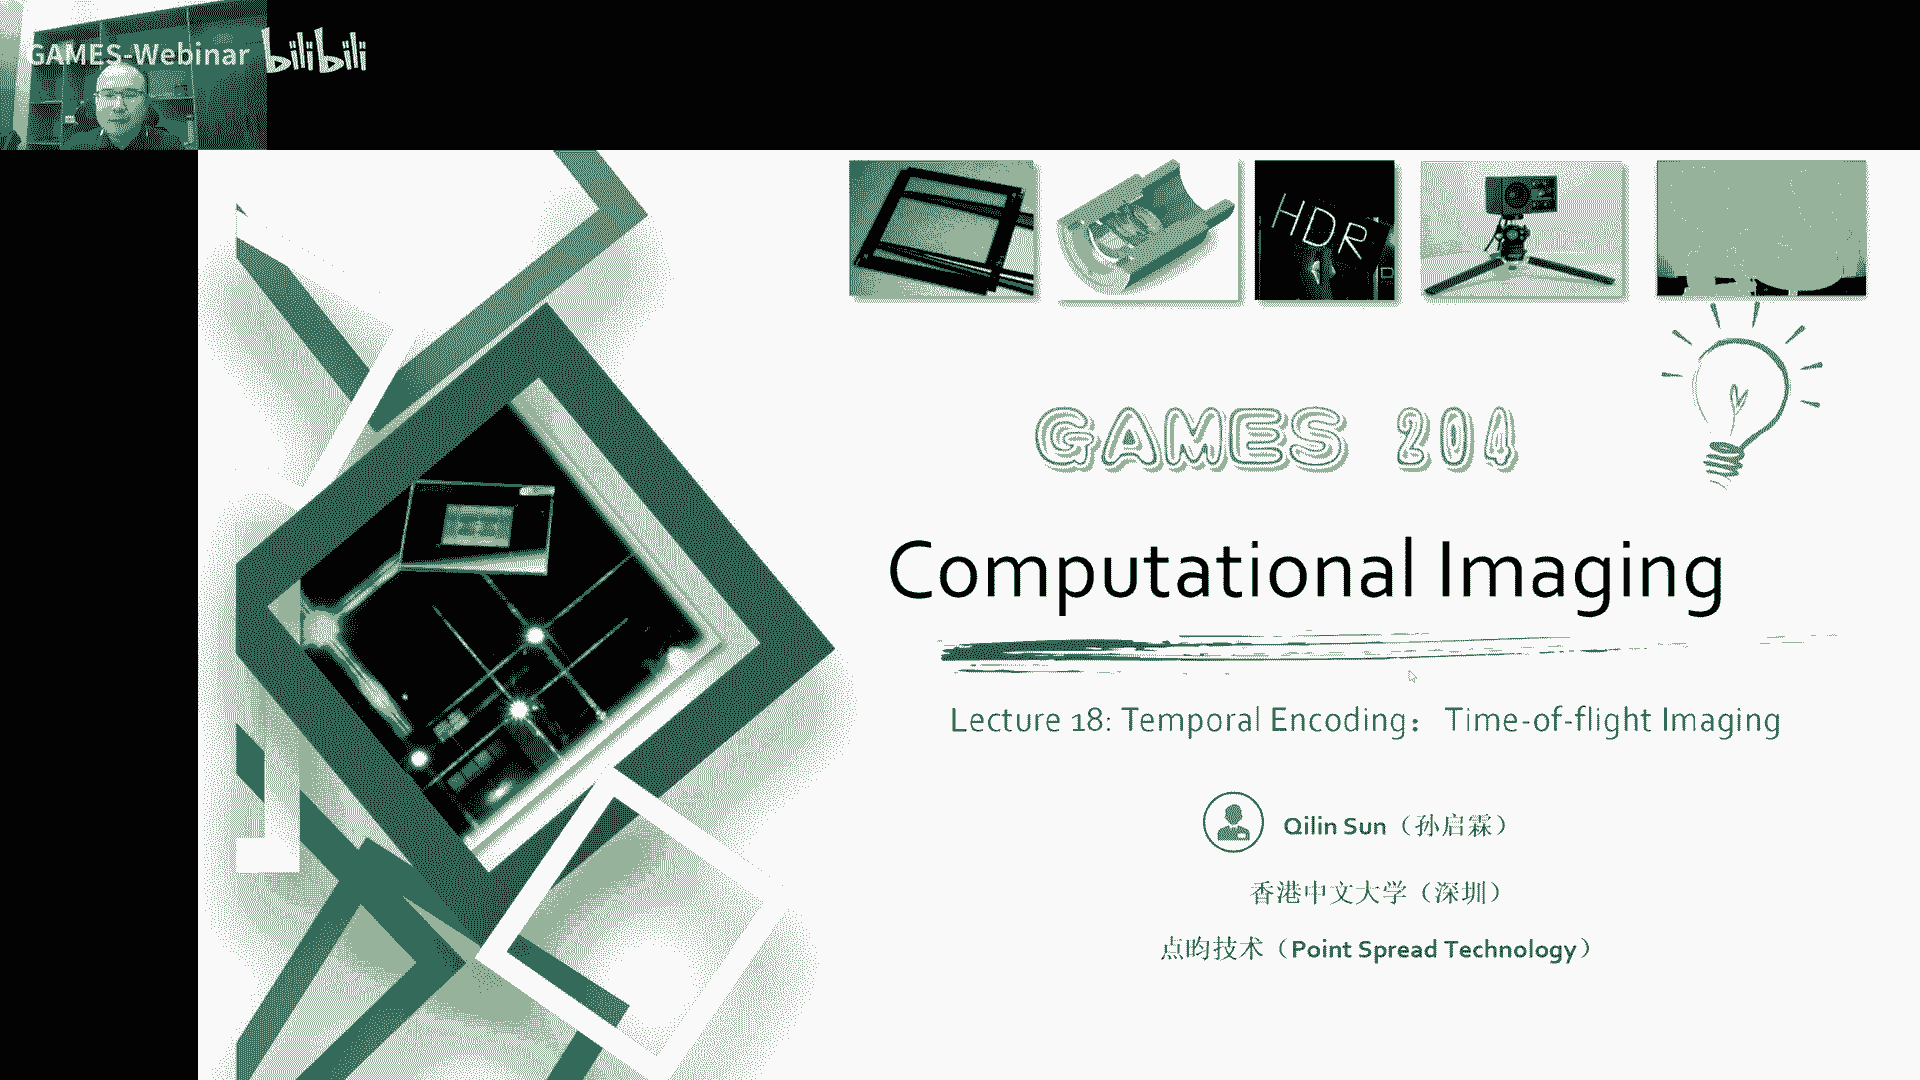 GAMES-Webinar bilibili
HDR
P
GAMES 204
Computational Imaging
Lecture 18: Temporal Encoding： Time-of-flight Imaging
Qilin Sun（孙启霖）
香港中文大学（深圳）
点昀技术（Point Spread Technology）